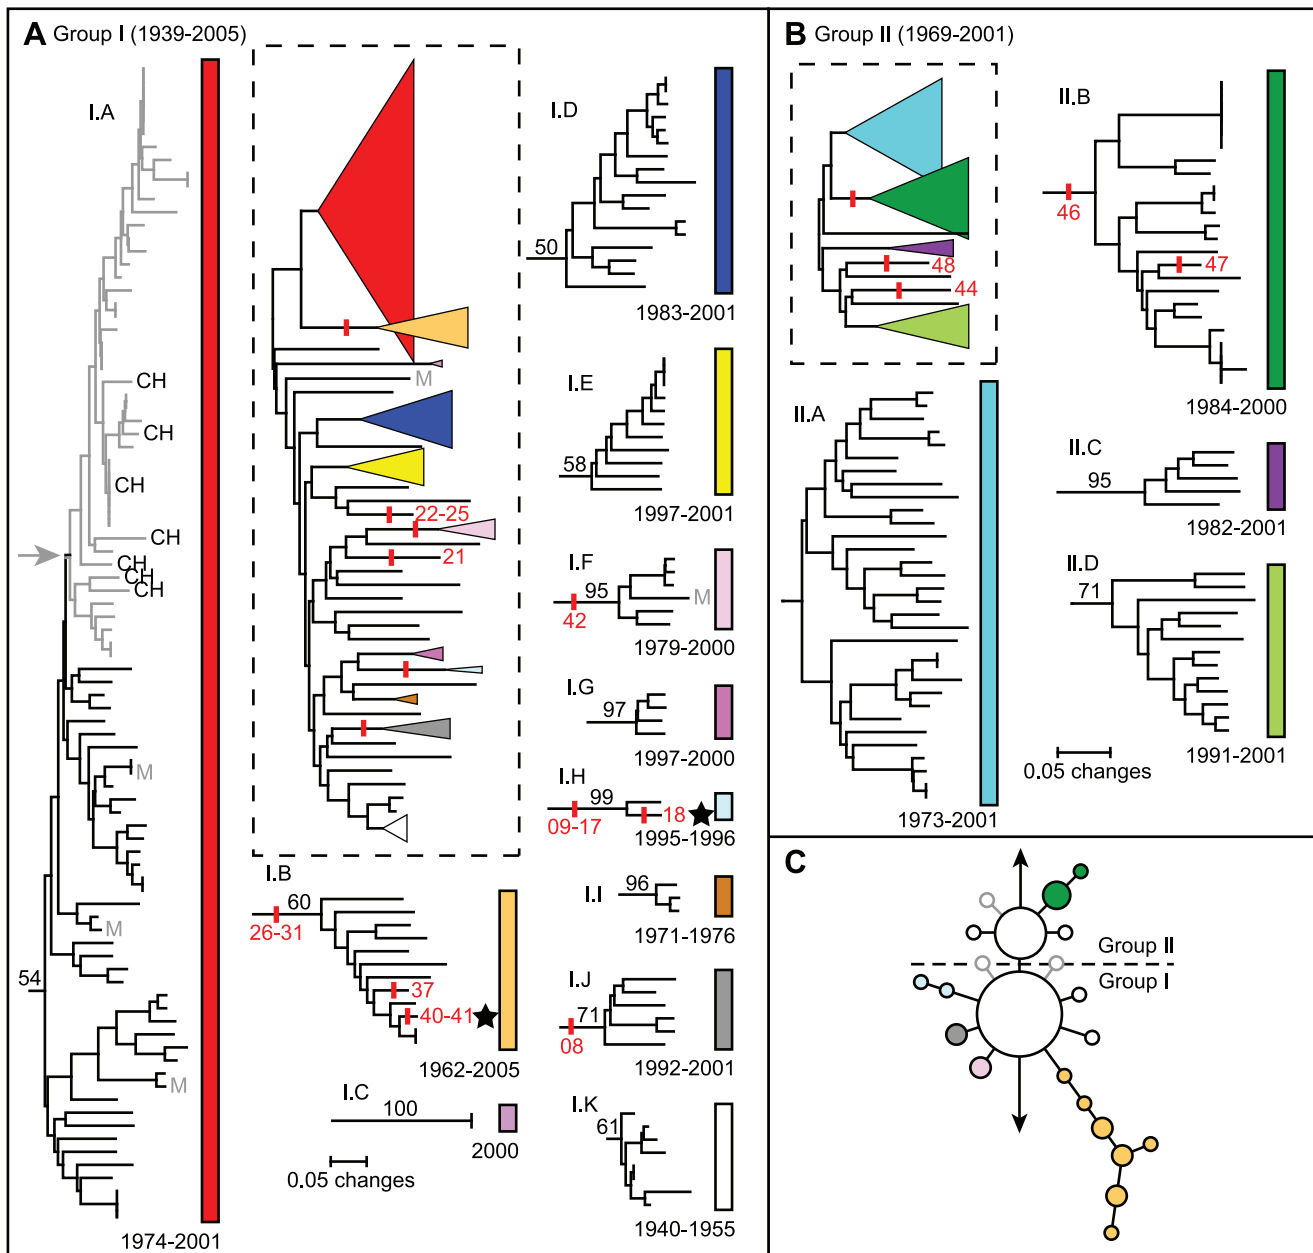 A Group I (1939-2005)
I.A
CH
CH
CH
CH
CH
CH
CH
M
M
54
M
1974-2001
M
22-25
21
I.B
60
26-31
37
40-41
1962-2005
I.C
100
2000
0.05 changes
I.D
50
1983-2001
I.E
58
1997-2001
I.F
95
M
42
1979-2000
I.G
97
1997-2000
I.H
99
09-17
18
1995-1996
I.I
96
1971-1976
I.J
71
08
1992-2001
I.K
61
1940-1955
B Group II (1969-2001)
48
44
II.A
1973-2001
II.B
46
47
1984-2000
II.C
95
1982-2001
II.D
71
1991-2001
0.05 changes
C
Group II
Group I